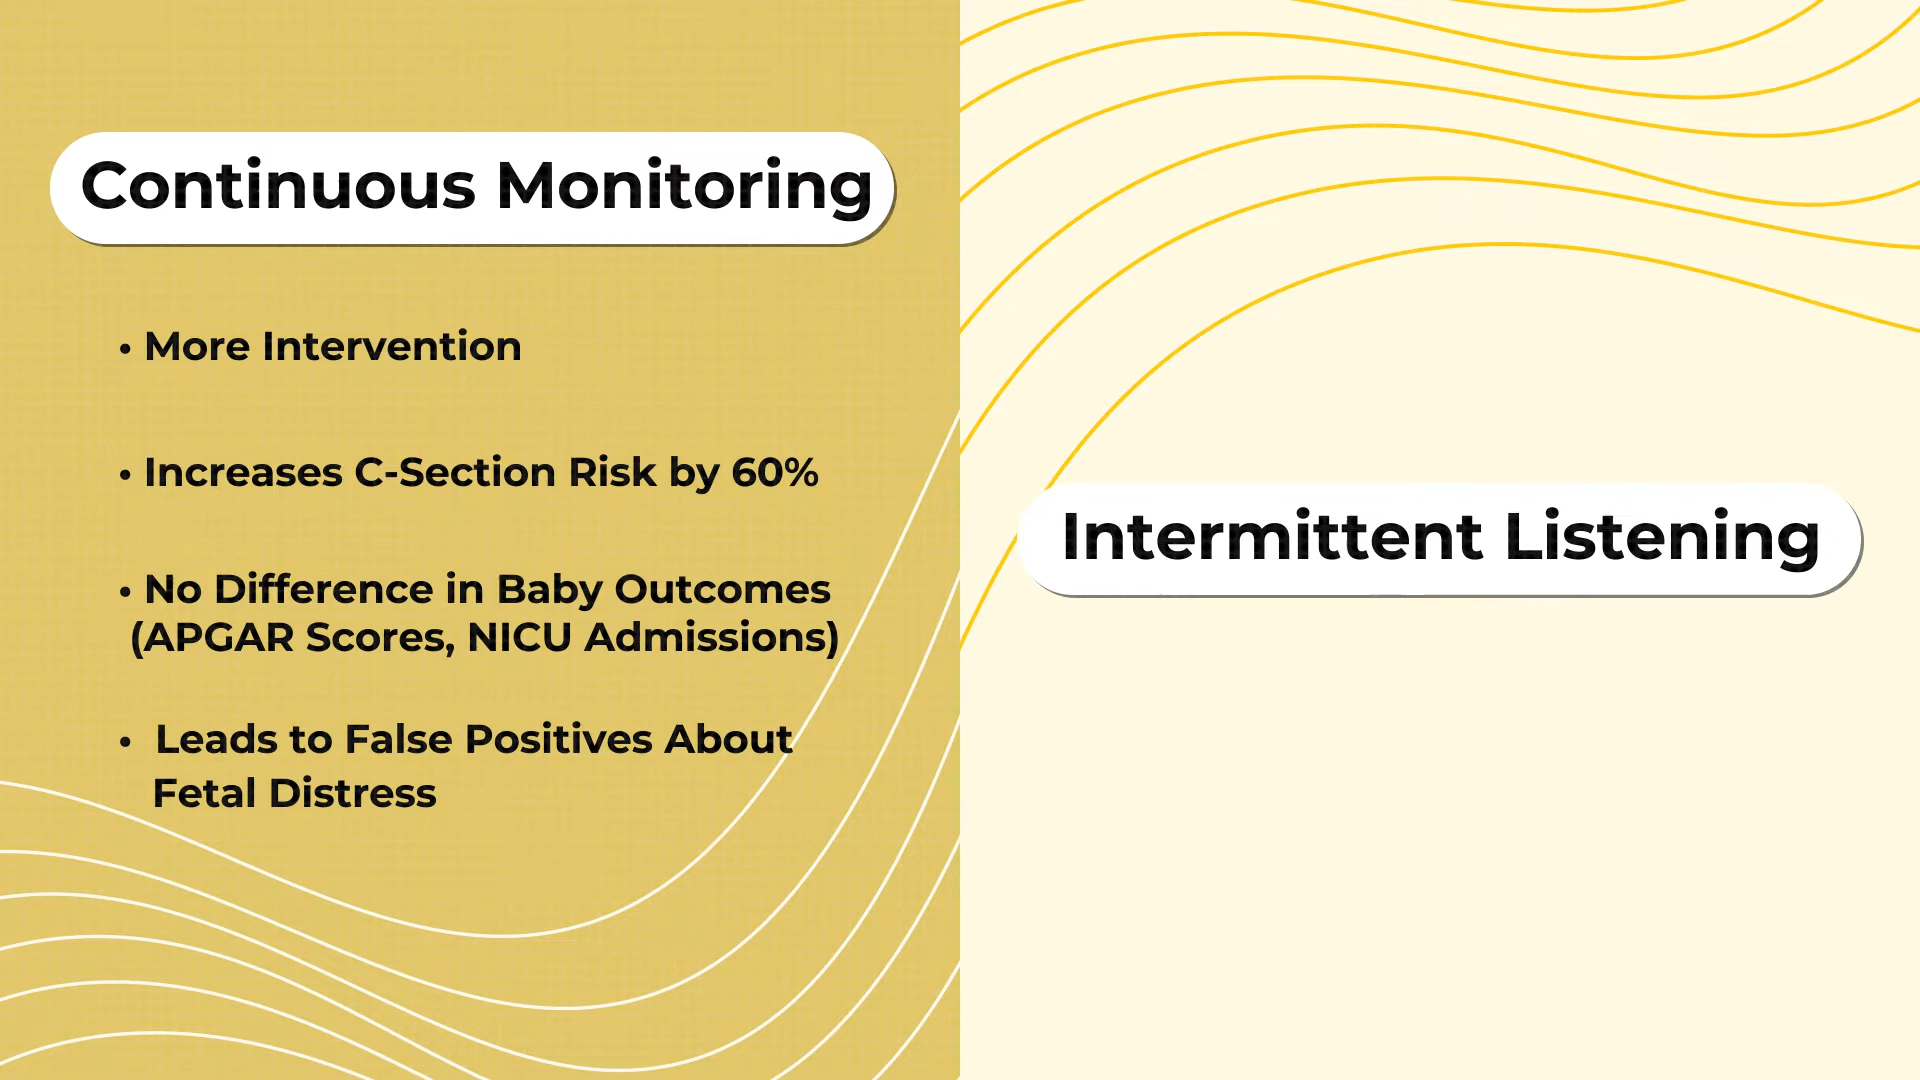 Continuous Monitoring
• More Intervention
• Increases C-Section Risk by 60%
• No Difference in Baby Outcomes
(APGAR Scores, NICU Admissions)
• Leads to False Positives About
Fetal Distress
Intermittent Listening